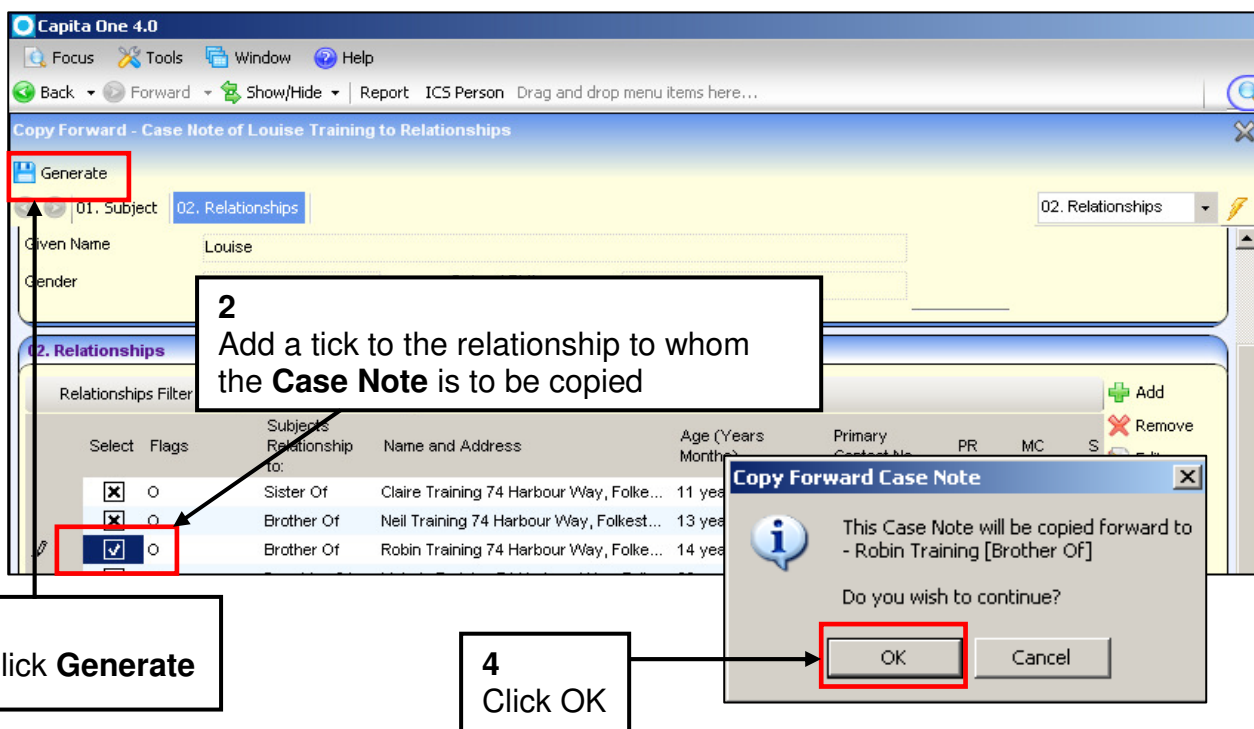 Capita One 4.0
Focus Tools Window Help
Back Forward Show/Hide Report ICS Person Drag and drop menu items here...
Copy Forward - Case Note of Louise Training to Relationships
Generate
01. Subject 02. Relationships 02. Relationships
Given Name Louise
Gender
2
Add a tick to the relationship to whom
the Case Note is to be copied
02. Relationships
Relationships Filter
Add
Remove
Select Flags Subjects Relationship to: Name and Address Age (Years Months) Primary PR MC S
O Sister Of Claire Training 74 Harbour Way, Folke... 11 yea
O Brother Of Neil Training 74 Harbour Way, Folkest... 13 yea
O Brother Of Robin Training 74 Harbour Way, Folke... 14 yea
Copy Forward Case Note
This Case Note will be copied forward to
- Robin Training [Brother Of]
Do you wish to continue?
OK Cancel
lick Generate
4
Click OK